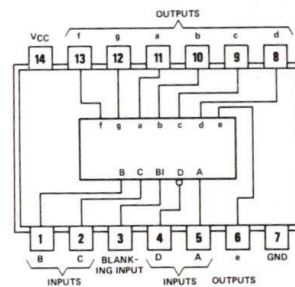 OUTPUTS
VCC f g a b c d
14 13 12 11 10 9 8
f g a b c d e
B C BI D A
1 2 3 4 5 6 7
B C BLANK- D A e GND
ING INPUT
INPUTS INPUTS OUTPUTS